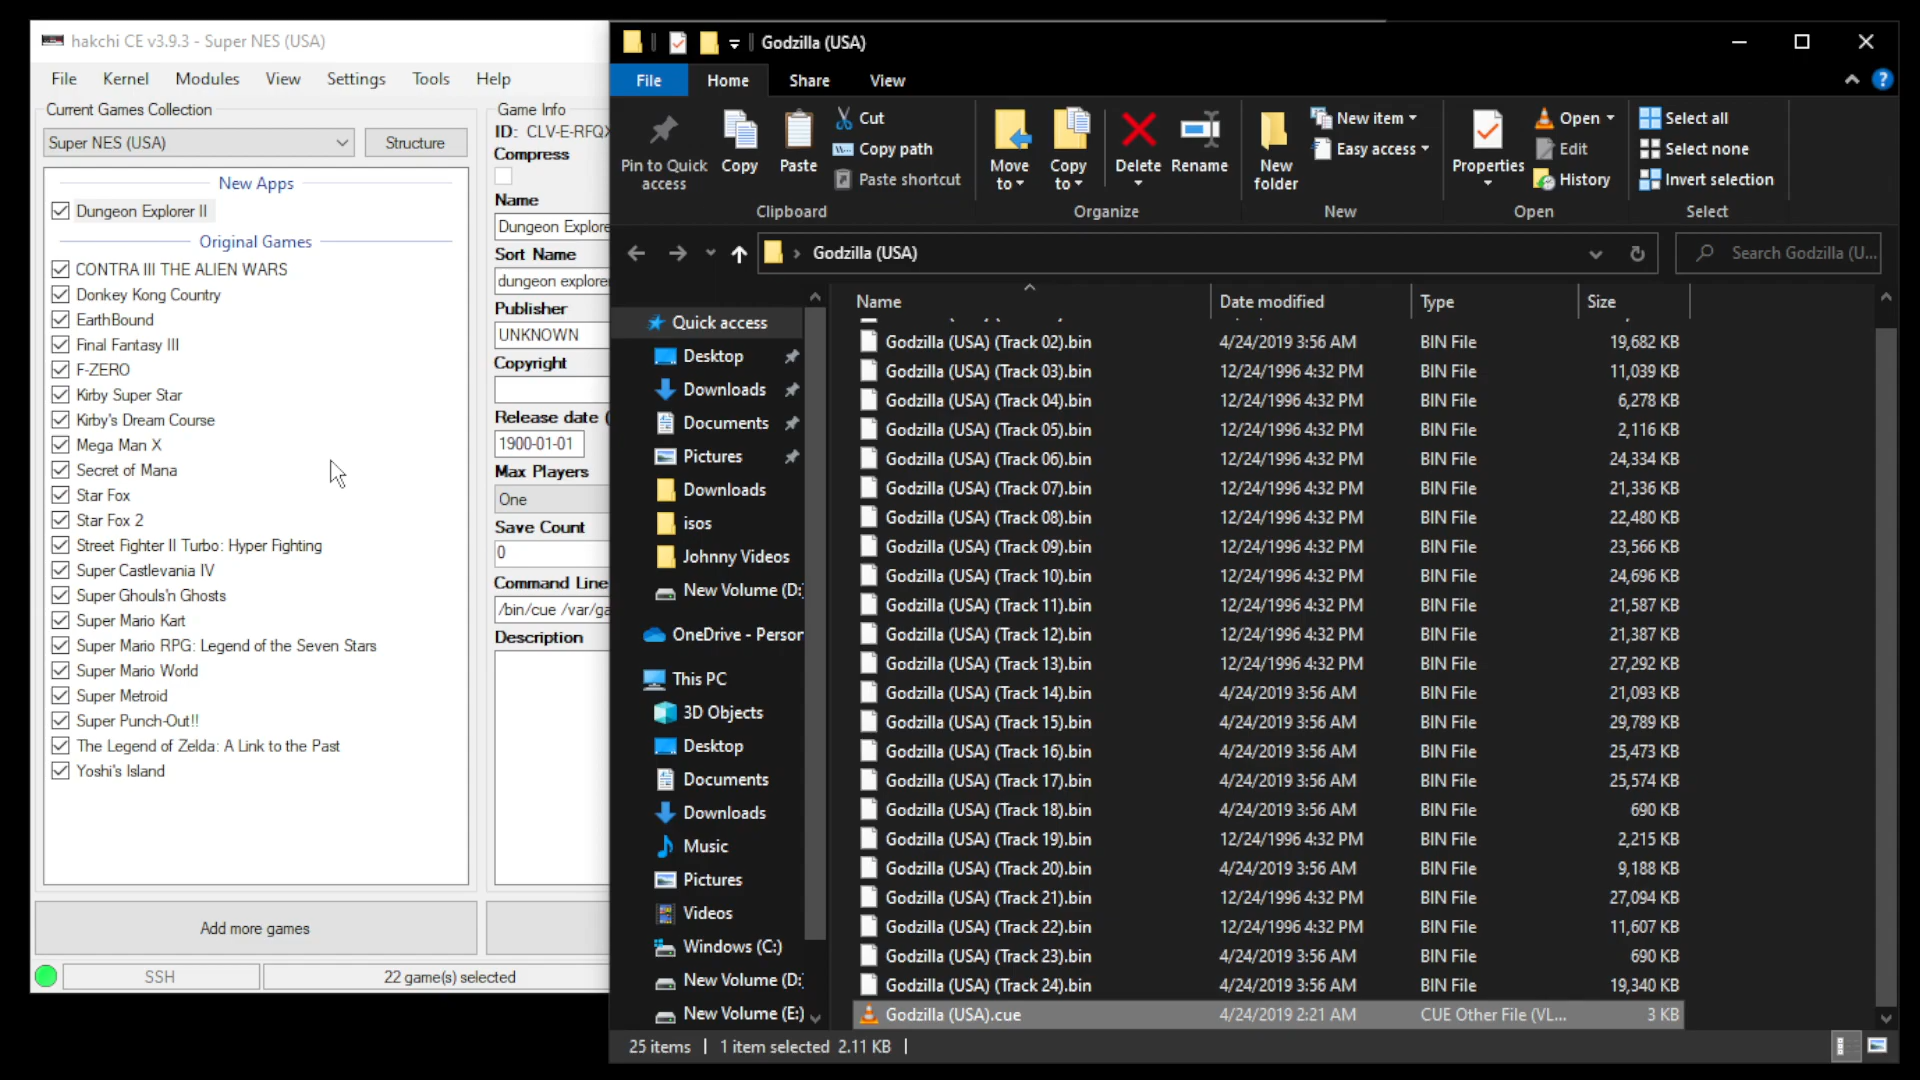 hakchi CE v3.9.3 - Super NES (USA)
File Kernel Modules View Settings Tools Help
Current Games Collection
Super NES (USA)
Structure
New Apps
Dungeon Explorer II
Original Games
CONTRA III THE ALIEN WARS
Donkey Kong Country
EarthBound
Final Fantasy III
F-ZERO
Kirby Super Star
Kirby's Dream Course
Mega Man X
Secret of Mana
Star Fox
Star Fox 2
Street Fighter II Turbo: Hyper Fighting
Super Castlevania IV
Super Ghouls'n Ghosts
Super Mario Kart
Super Mario RPG: Legend of the Seven Stars
Super Mario World
Super Metroid
Super Punch-Out!!
The Legend of Zelda: A Link to the Past
Yoshi's Island
Add more games
SSH
22 game(s) selected
Game Info
ID: CLV-E-RFQX
Compress
Name
Dungeon Explore
Sort Name
dungeon explorer
Publisher
UNKNOWN
Copyright
Release date (
1900-01-01
Max Players
One
Save Count
0
Command Line
/bin/cue /var/ga
Description
Godzilla (USA)
File Home Share View
Pin to Quick access
Copy
Paste
Cut
Copy path
Paste shortcut
Clipboard
Move to
Copy to
Delete
Rename
Organize
New folder
New item
Easy access
New
Properties
Open
Edit
History
Open
Select all
Select none
Invert selection
Select
Godzilla (USA)
Search Godzilla (U...
Quick access
Desktop
Downloads
Documents
Pictures
Downloads
isos
Johnny Videos
New Volume (D:
OneDrive - Person
This PC
3D Objects
Desktop
Documents
Downloads
Music
Pictures
Videos
Windows (C:)
New Volume (D:
New Volume (E:)
Name Date modified Type Size
Godzilla (USA) (Track 02).bin 4/24/2019 3:56 AM BIN File 19,682 KB
Godzilla (USA) (Track 03).bin 12/24/1996 4:32 PM BIN File 11,039 KB
Godzilla (USA) (Track 04).bin 12/24/1996 4:32 PM BIN File 6,278 KB
Godzilla (USA) (Track 05).bin 12/24/1996 4:32 PM BIN File 2,116 KB
Godzilla (USA) (Track 06).bin 12/24/1996 4:32 PM BIN File 24,334 KB
Godzilla (USA) (Track 07).bin 12/24/1996 4:32 PM BIN File 21,336 KB
Godzilla (USA) (Track 08).bin 12/24/1996 4:32 PM BIN File 22,480 KB
Godzilla (USA) (Track 09).bin 12/24/1996 4:32 PM BIN File 23,566 KB
Godzilla (USA) (Track 10).bin 12/24/1996 4:32 PM BIN File 24,696 KB
Godzilla (USA) (Track 11).bin 12/24/1996 4:32 PM BIN File 21,587 KB
Godzilla (USA) (Track 12).bin 12/24/1996 4:32 PM BIN File 21,387 KB
Godzilla (USA) (Track 13).bin 12/24/1996 4:32 PM BIN File 27,292 KB
Godzilla (USA) (Track 14).bin 4/24/2019 3:56 AM BIN File 21,093 KB
Godzilla (USA) (Track 15).bin 4/24/2019 3:56 AM BIN File 29,789 KB
Godzilla (USA) (Track 16).bin 4/24/2019 3:56 AM BIN File 25,473 KB
Godzilla (USA) (Track 17).bin 4/24/2019 3:56 AM BIN File 25,574 KB
Godzilla (USA) (Track 18).bin 4/24/2019 3:56 AM BIN File 690 KB
Godzilla (USA) (Track 19).bin 12/24/1996 4:32 PM BIN File 2,215 KB
Godzilla (USA) (Track 20).bin 4/24/2019 3:56 AM BIN File 9,188 KB
Godzilla (USA) (Track 21).bin 12/24/1996 4:32 PM BIN File 27,094 KB
Godzilla (USA) (Track 22).bin 12/24/1996 4:32 PM BIN File 11,607 KB
Godzilla (USA) (Track 23).bin 4/24/2019 3:56 AM BIN File 690 KB
Godzilla (USA) (Track 24).bin 4/24/2019 3:56 AM BIN File 19,340 KB
Godzilla (USA).cue 4/24/2019 2:21 AM CUE Other File (VL... 3 KB
25 items 1 item selected 2.11 KB